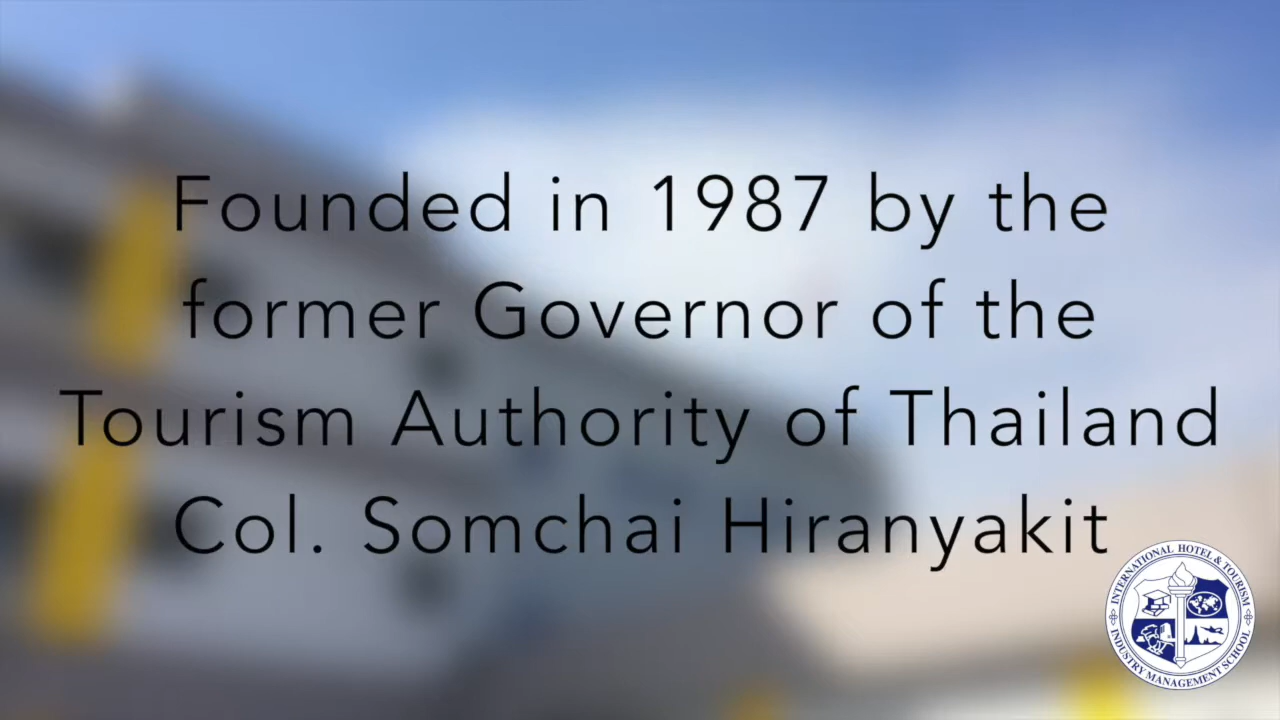 Founded in 1987 by the
former Governor of the
Tourism Authority of Thailand
Col. Somchai Hiranyakit
INTERNATIONAL HOTEL & TOURISM
INDUSTRY MANAGEMENT SCHOOL